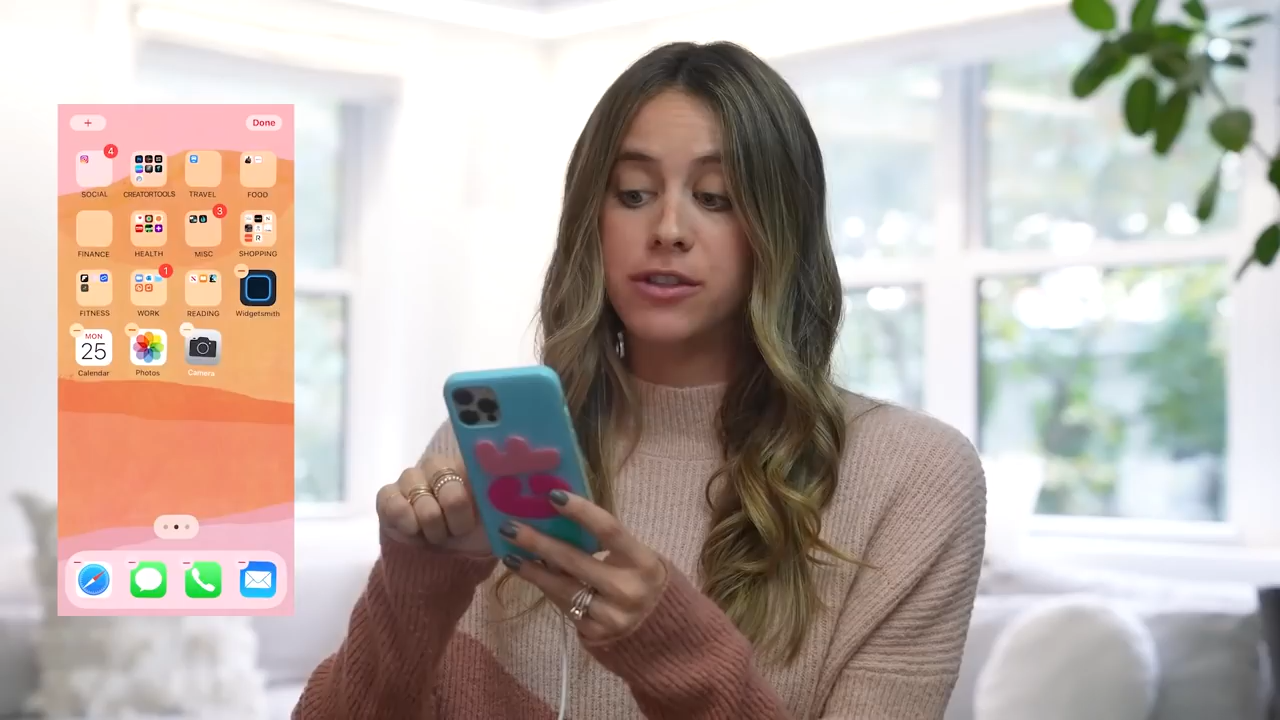 + Done
4
SOCIAL CREATORTOOLS TRAVEL FOOD
3
FINANCE HEALTH MISC SHOPPING
1
FITNESS WORK READING Widgetsmith
MON
25
Calendar Photos Camera